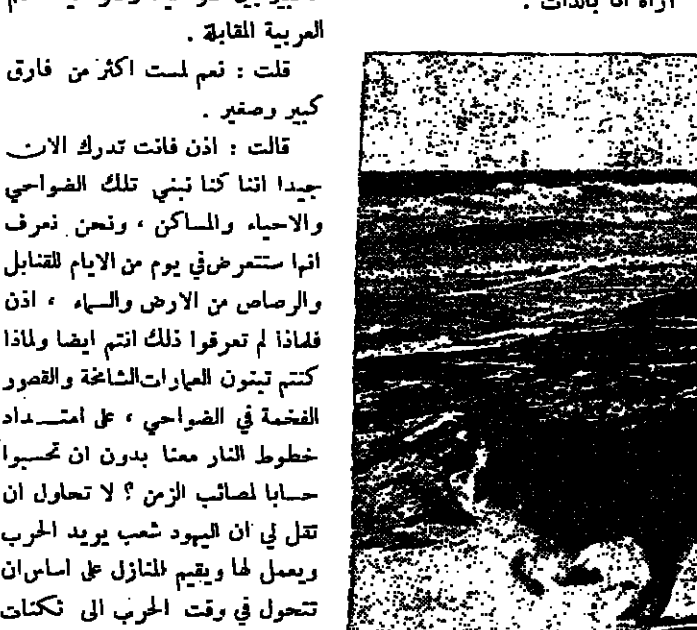 أراه أنا بالذات .
العربية المقابلة .
قلت : نعم لمست اكثر من فارق
كبير وصغير .
قالت : اذن فانت تدرك الان
جيدا اننا كنا نبني تلك الضواحي
والاحياء والمساكن ، ونحن نعرف
انها ستتعرض في يوم من الايام للقنابل
والرصاص من الارض والسماء ، اذن
فلماذا لم تعرفوا ذلك انتم ايضا ولماذا
كنتم تبنون العمارات الشامخة والقصور
الفخمة في الضواحي ، على امتداد
خطوط النار معنا بدون ان تحسبوا
حسابا لمصائب الزمن ؟ لا تحاول ان
تقل لي ان اليهود شعب يريد الحرب
ويعمل لها ويقيم المنازل على اساس ان
تتحول في وقت الحرب الى ثكنات